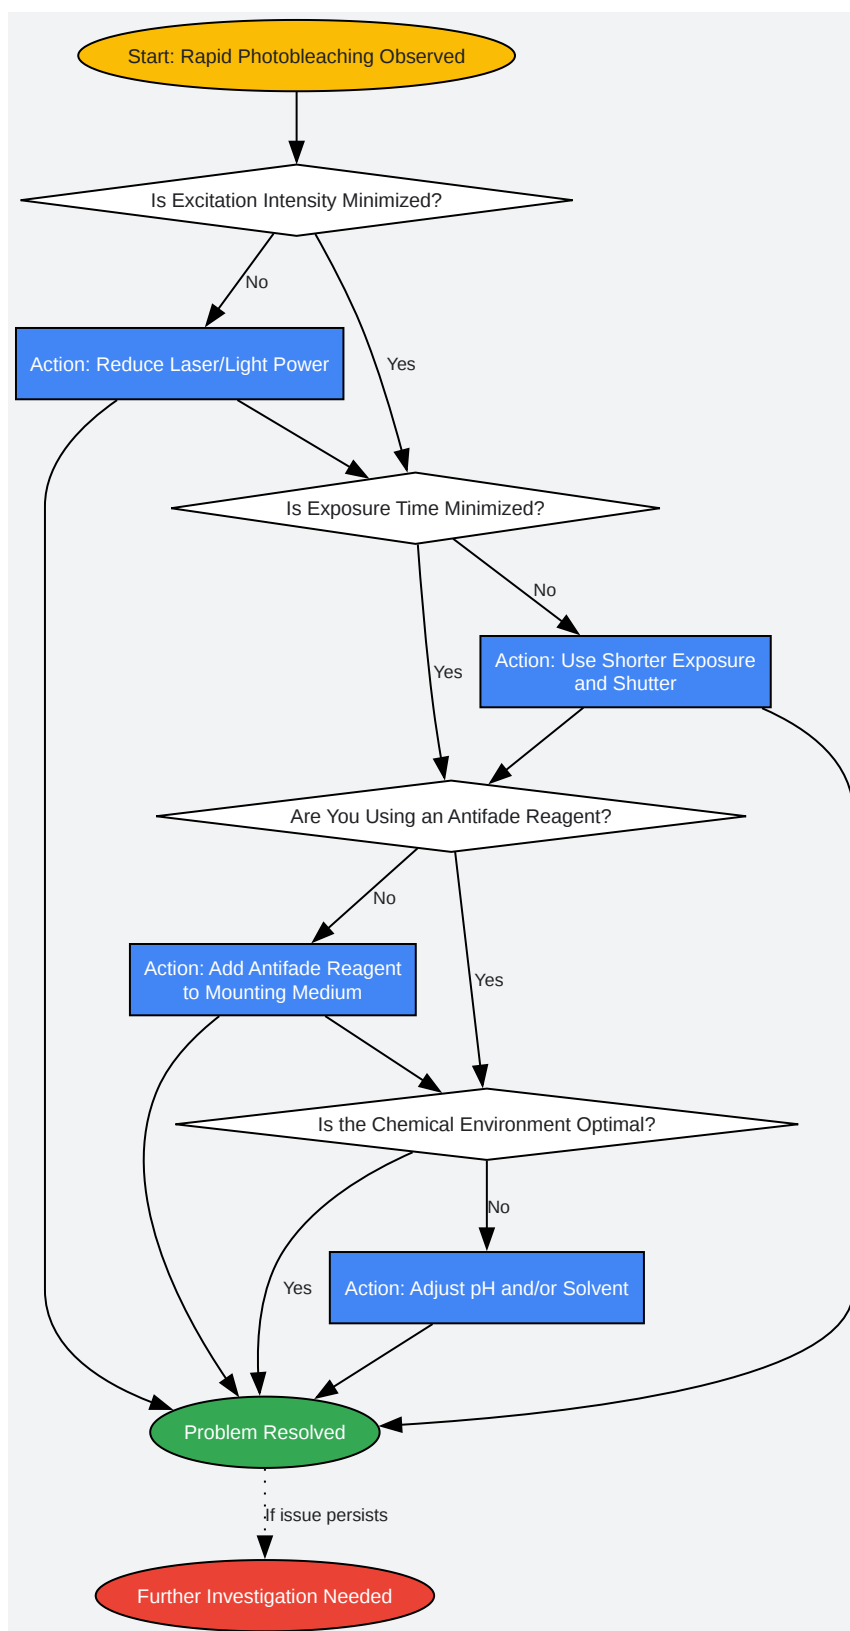 Start: Rapid Photobleaching Observed
Is Excitation Intensity Minimized?
No
Action: Reduce Laser/Light Power
Yes
Is Exposure Time Minimized?
No
Action: Use Shorter Exposure
and Shutter
Yes
Are You Using an Antifade Reagent?
No
Action: Add Antifade Reagent
to Mounting Medium
Yes
Is the Chemical Environment Optimal?
No
Yes
Action: Adjust pH and/or Solvent
Problem Resolved
If issue persists
Further Investigation Needed